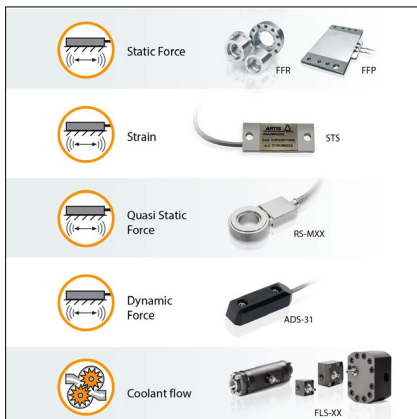 Static Force
FFR
FFP
Strain
ARTIS
STS
Quasi Static
Force
RS-MXX
Dynamic
Force
ADS-31
Coolant flow
FLS-XX